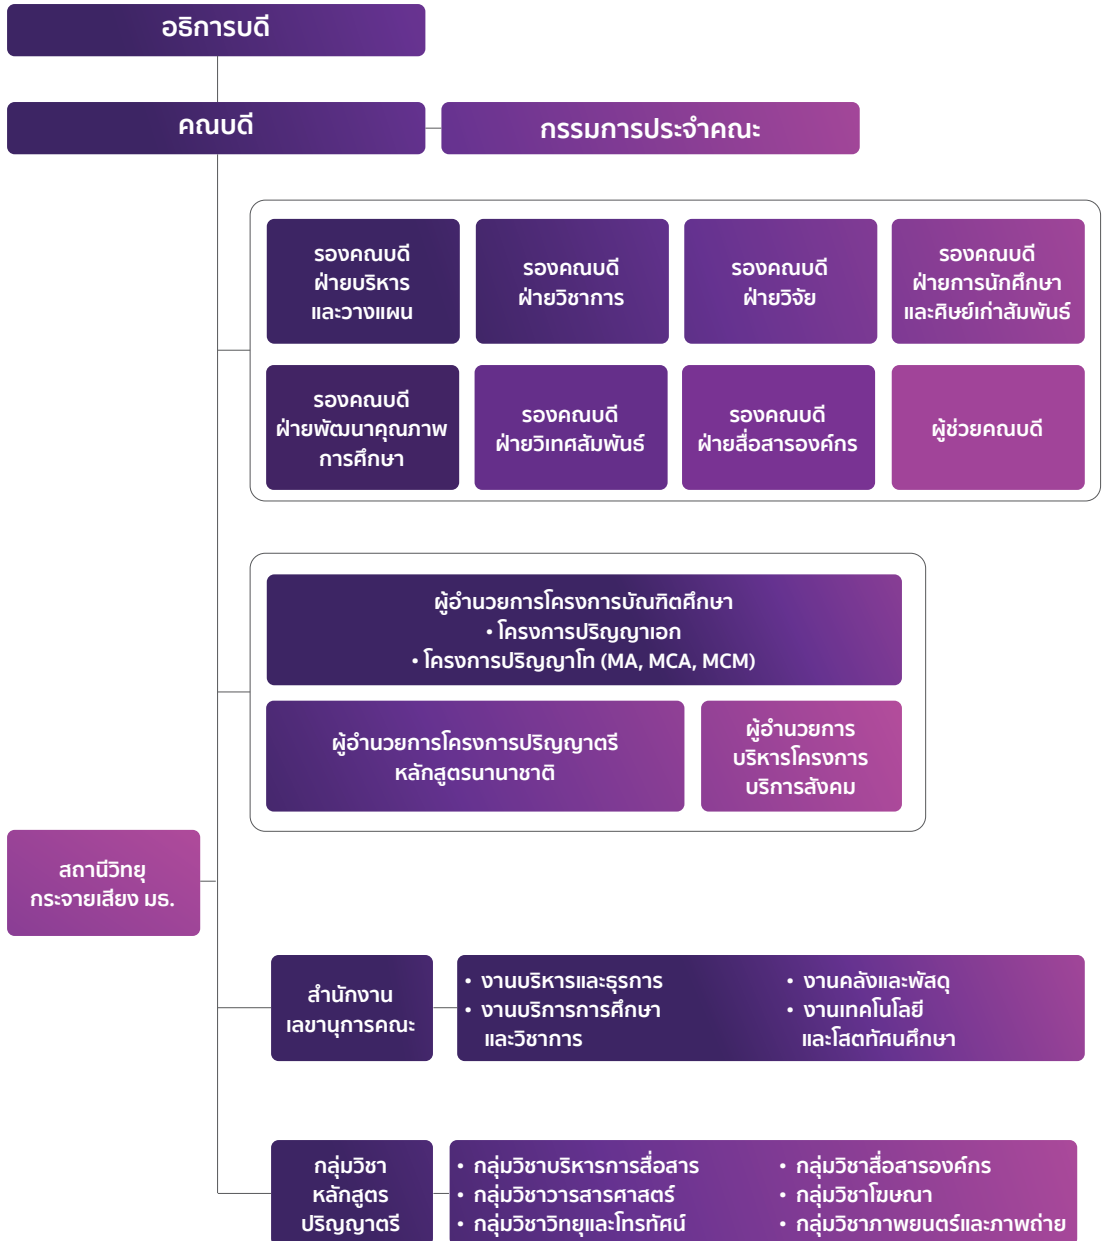 อธิการบดี
คณบดี
กรรมการประจำคณะ
รองคณบดี
ฝ่ายบริหาร
และวางแผน
รองคณบดี
ฝ่ายวิชาการ
รองคณบดี
ฝ่ายวิจัย
รองคณบดี
ฝ่ายการนักศึกษา
และศิษย์เก่าสัมพันธ์
รองคณบดี
ฝ่ายพัฒนาคุณภาพ
การศึกษา
รองคณบดี
ฝ่ายวิเทศสัมพันธ์
รองคณบดี
ฝ่ายสื่อสารองค์กร
ผู้ช่วยคณบดี
ผู้อำนวยการโครงการบัณฑิตศึกษา
• โครงการปริญญาเอก
• โครงการปริญญาโท (MA, MCA, MCM)
ผู้อำนวยการโครงการปริญญาตรี
หลักสูตรนานาชาติ
ผู้อำนวยการ
บริหารโครงการ
บริการสังคม
สถานีวิทยุ
กระจายเสียง มธ.
สำนักงาน
เลขานุการคณะ
• งานบริหารและธุรการ
• งานบริการการศึกษา
และวิชาการ
• งานคลังและพัสดุ
• งานเทคโนโลยี
และโสตทัศนศึกษา
กลุ่มวิชา
หลักสูตร
ปริญญาตรี
• กลุ่มวิชาบริหารการสื่อสาร
• กลุ่มวิชาวารสารศาสตร์
• กลุ่มวิชาวิทยุและโทรทัศน์
• กลุ่มวิชาสื่อสารองค์กร
• กลุ่มวิชาโฆษณา
• กลุ่มวิชาภาพยนตร์และภาพถ่าย